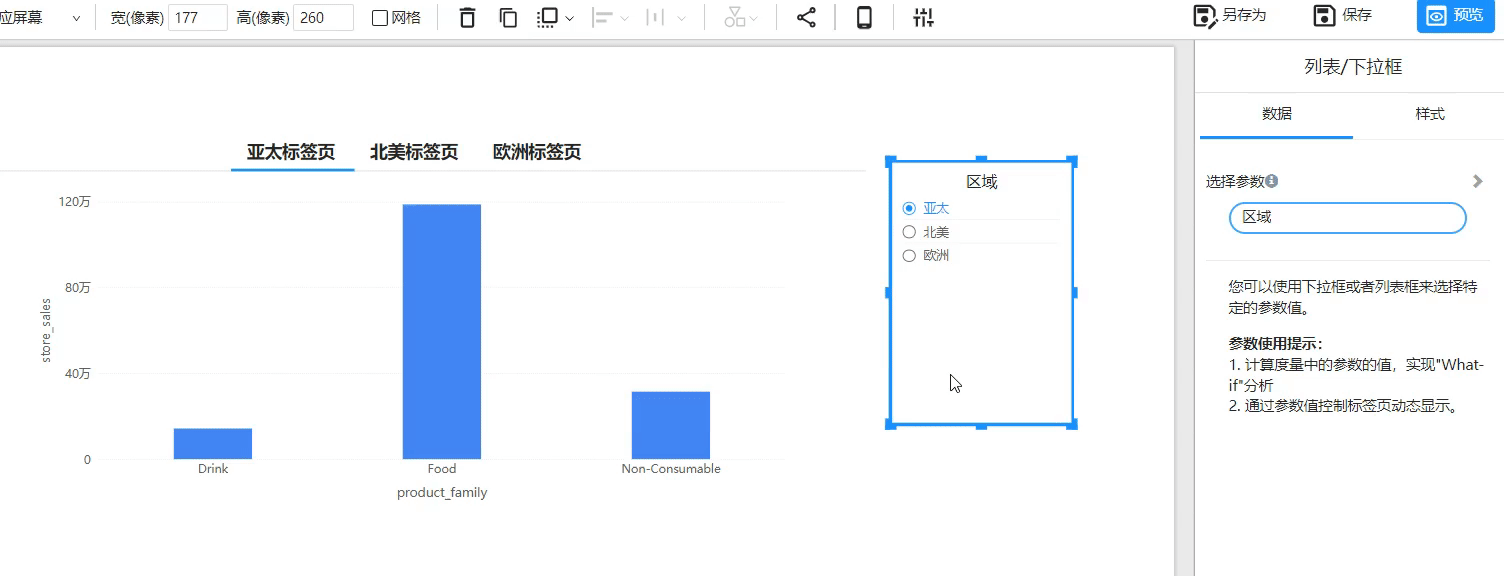 应屏幕 宽(像素) 177 高(像素) 260 网格 另存为 保存 预览
列表/下拉框
数据 样式
亚太标签页 北美标签页 欧洲标签页
120万
80万
40万
0
store_sales
Drink Food Non-Consumable
product_family
区域
亚太
北美
欧洲
选择参数
区域
您可以使用下拉框或者列表框来选择特
定的参数值。
参数使用提示：
1. 计算度量中的参数的值，实现"What-
if"分析
2. 通过参数值控制标签页动态显示。